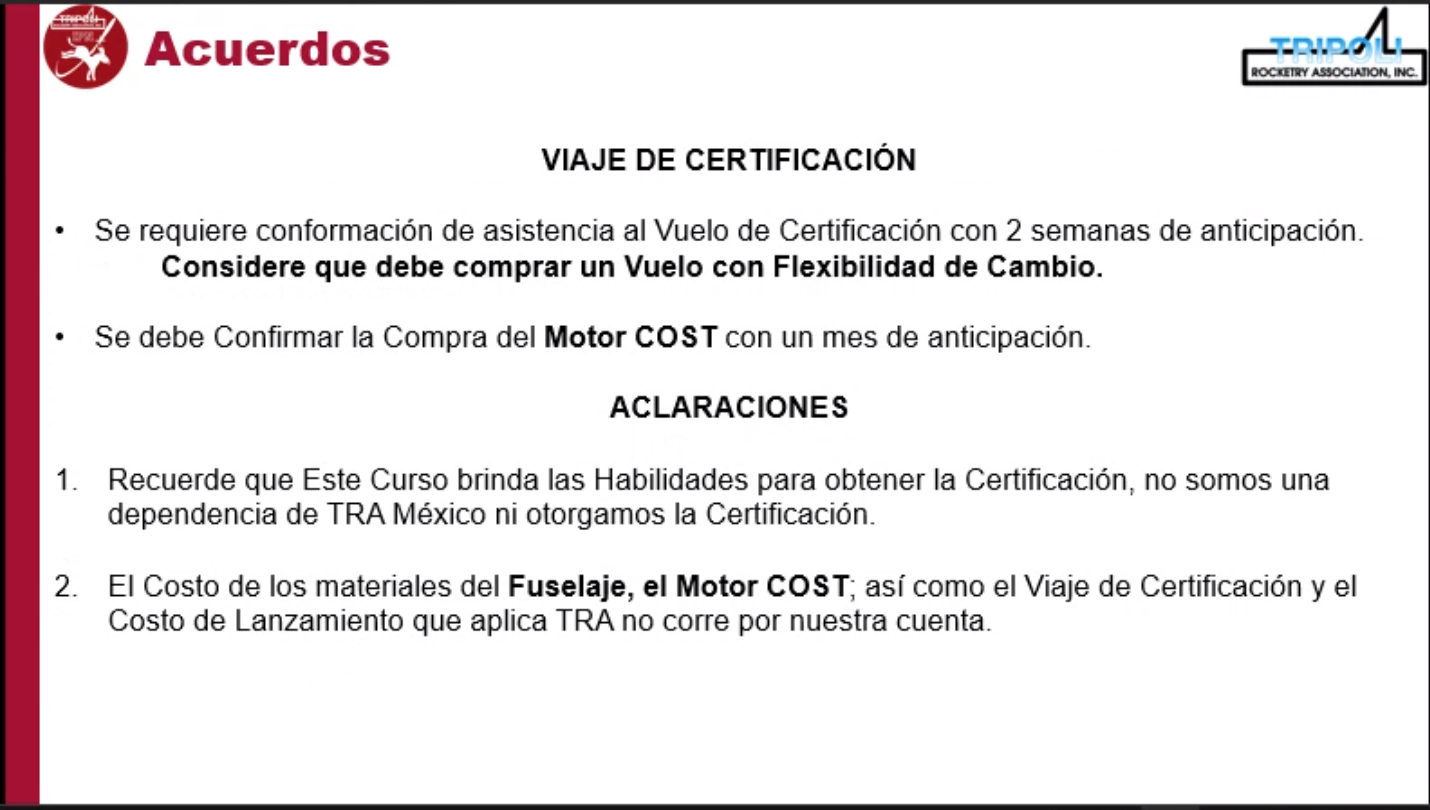 TRIPOLI
Acuerdos
TRIPOLI
ROCKETRY ASSOCIATION, INC.
VIAJE DE CERTIFICACIÓN
• Se requiere conformación de asistencia al Vuelo de Certificación con 2 semanas de anticipación.
Considere que debe comprar un Vuelo con Flexibilidad de Cambio.
• Se debe Confirmar la Compra del Motor COST con un mes de anticipación.
ACLARACIONES
1. Recuerde que Este Curso brinda las Habilidades para obtener la Certificación, no somos una
dependencia de TRA México ni otorgamos la Certificación.
2. El Costo de los materiales del Fuselaje, el Motor COST; así como el Viaje de Certificación y el
Costo de Lanzamiento que aplica TRA no corre por nuestra cuenta.